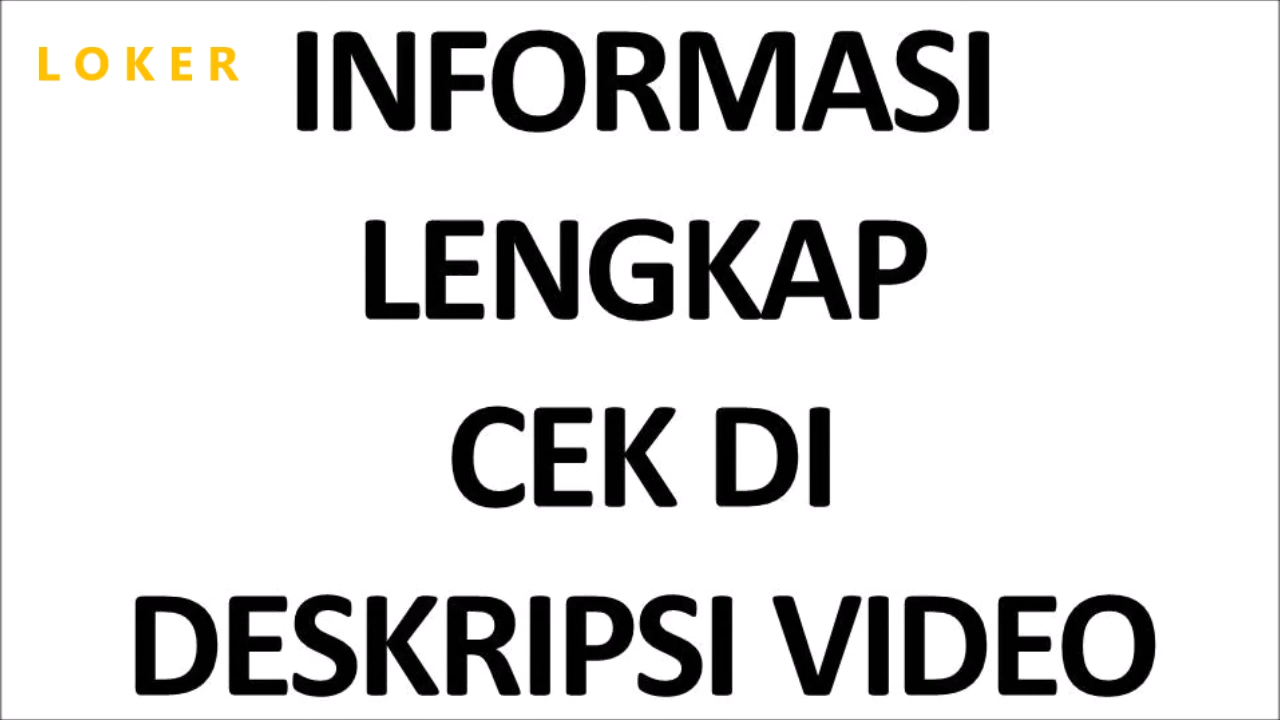 LOKER
INFORMASI
LENGKAP
CEK DI
DESKRIPSI VIDEO